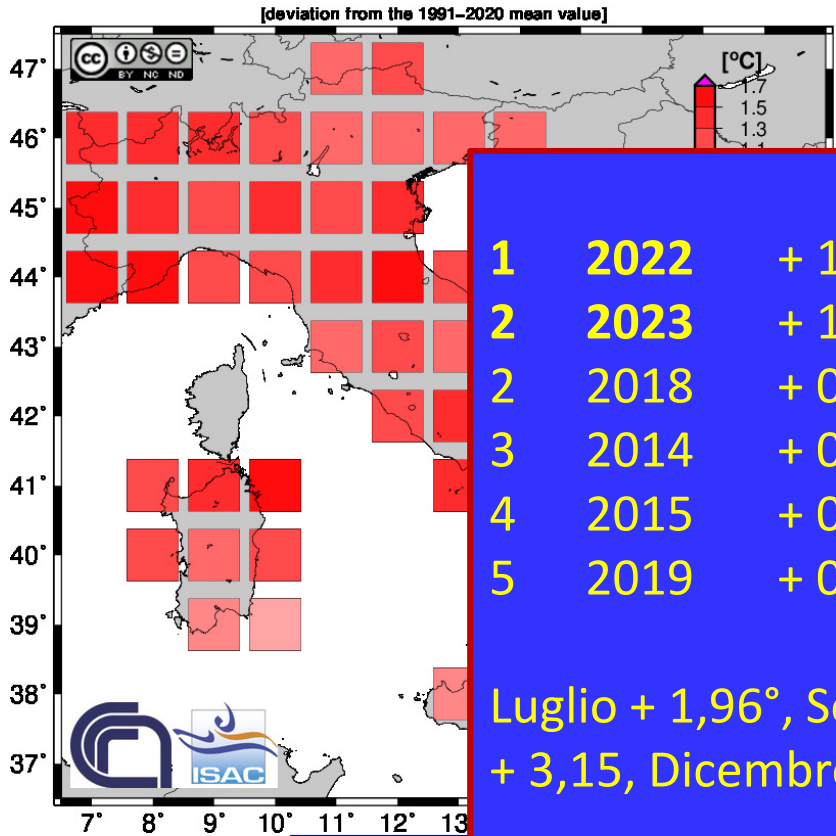 [deviation from the 1991–2020 mean value]
cc BY NC ND
[°C]
1.7
1.5
1.3
47°
46°
45°
44°
43°
42°
41°
40°
39°
38°
37°
1 2022 + 1
2 2023 + 1
2 2018 + 0
3 2014 + 0
4 2015 + 0
5 2019 + 0
Luglio + 1,96°,
+ 3,15, Dicembre
ISAC
7° 8° 9° 10° 11° 12° 13